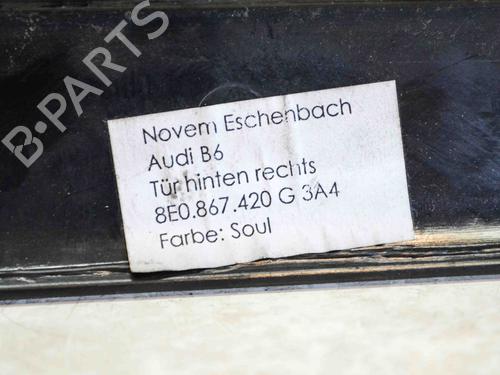 B-PARTS
Novem Eschenbach
Audi B6
Tür hinten rechts
8E0.867.420 G 3A4
Farbe: Soul